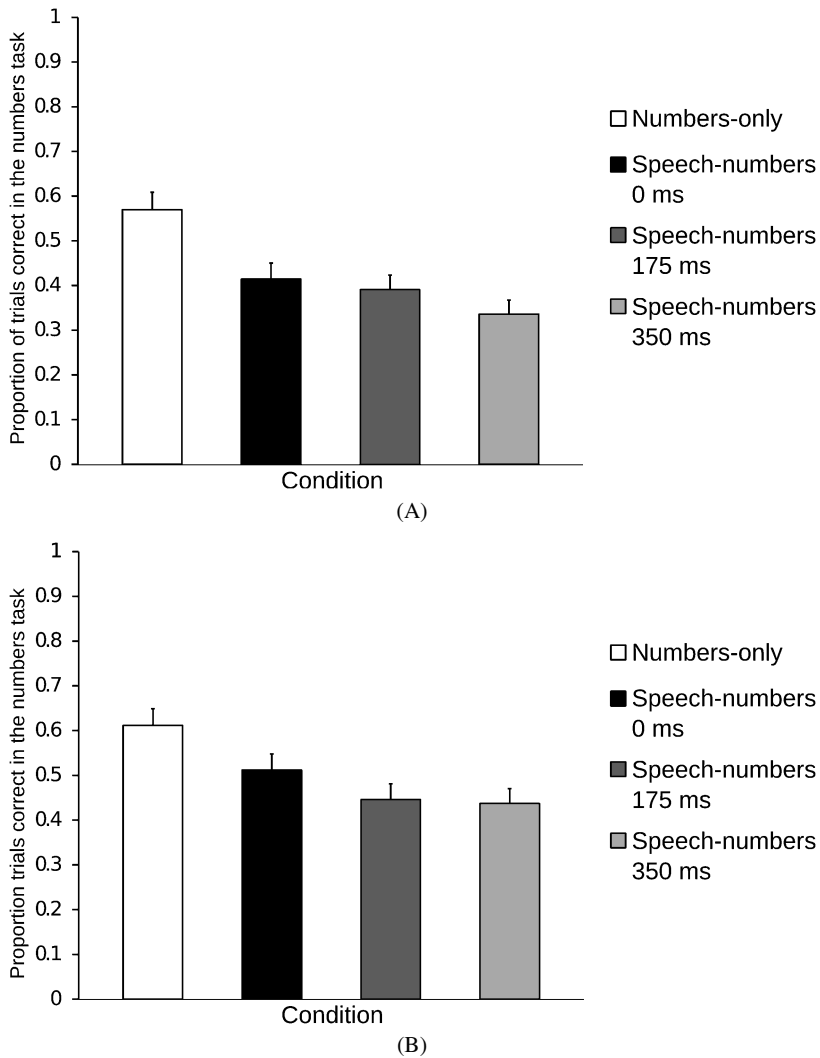 Proportion of trials correct in the numbers task
1
0.9
0.8
0.7
0.6
0.5
0.4
0.3
0.2
0.1
0
Condition
Numbers-only
Speech-numbers
0 ms
Speech-numbers
175 ms
Speech-numbers
350 ms
(A)
Proportion trials correct in the numbers task
1
0.9
0.8
0.7
0.6
0.5
0.4
0.3
0.2
0.1
0
Condition
Numbers-only
Speech-numbers
0 ms
Speech-numbers
175 ms
Speech-numbers
350 ms
(B)